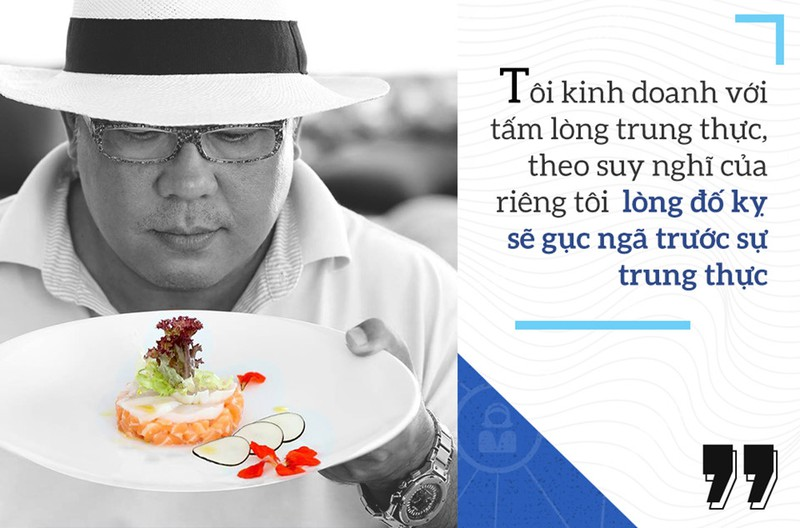 Tôi kinh doanh với
tấm lòng trung thực,
theo suy nghĩ của
riêng tôi lòng đố kỵ
sẽ gục ngã trước sự
trung thực